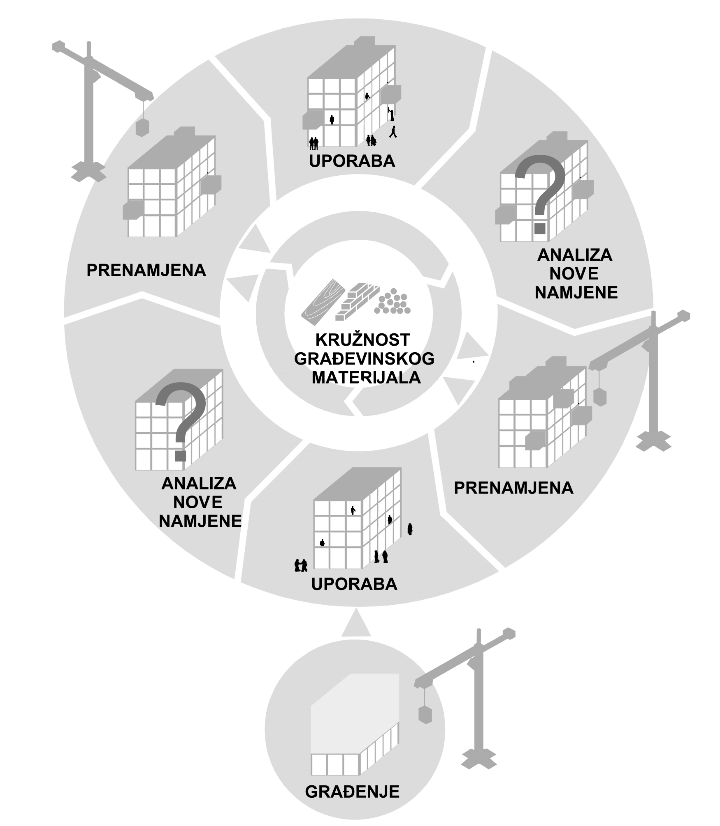 UPORABA
PRENAMJENA
ANALIZA
NOVE
NAMJENE
KRUŽNOST
GRAĐEVINSKOG
MATERIJALA
ANALIZA
NOVE
NAMJENE
PRENAMJENA
UPORABA
GRAĐENJE